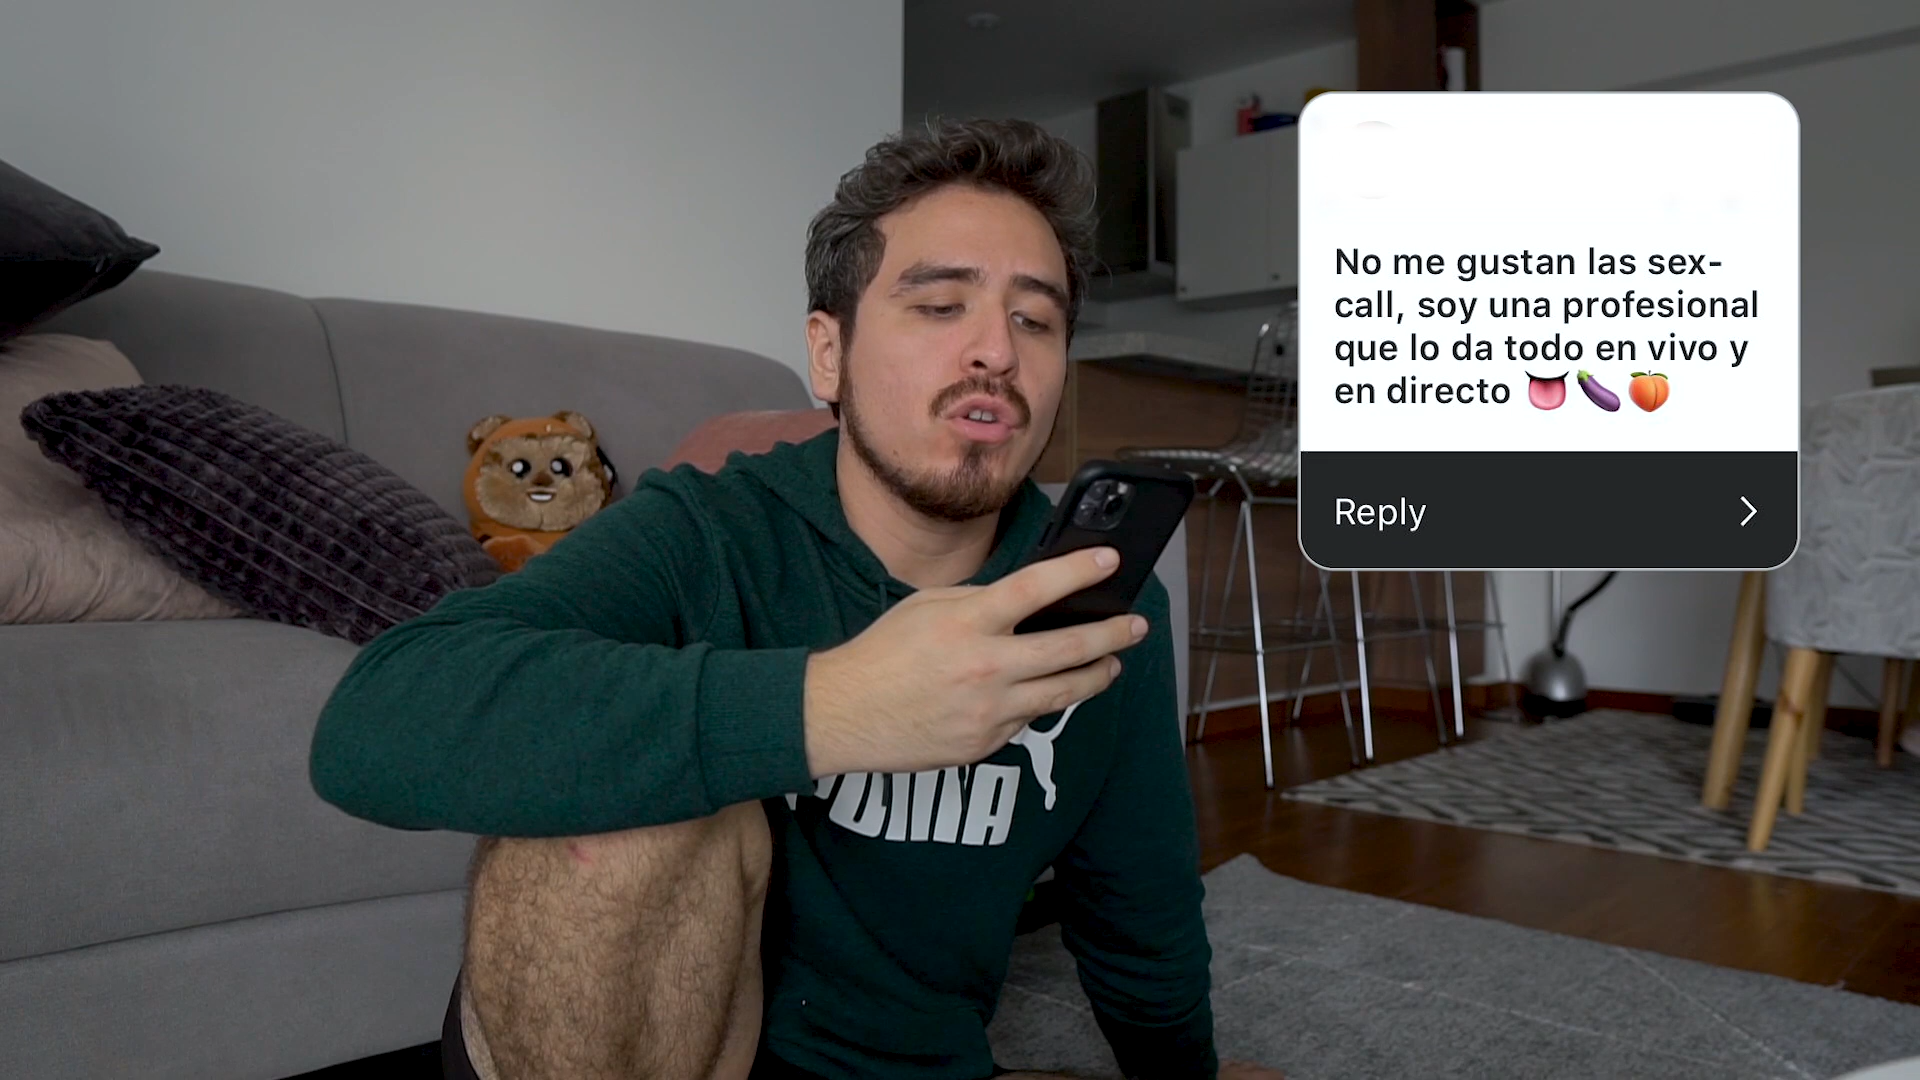 No me gustan las sex-
call, soy una profesional
que lo da todo en vivo y
en directo 👅🍆🍑
Reply
PUMA